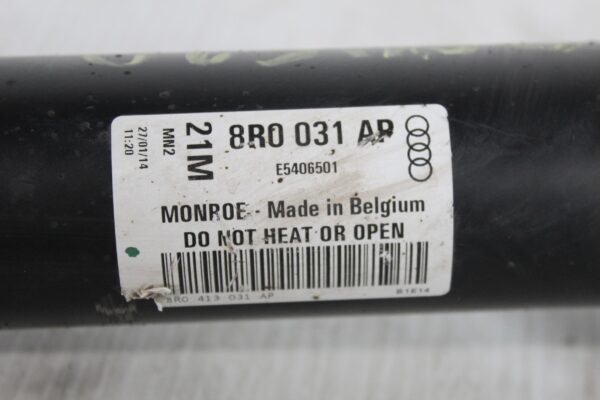 27/01/14
11:20
MN2
21M
8R0 031 AP
E5406501
MONROE - Made in Belgium
DO NOT HEAT OR OPEN
8R0 413 031 AP